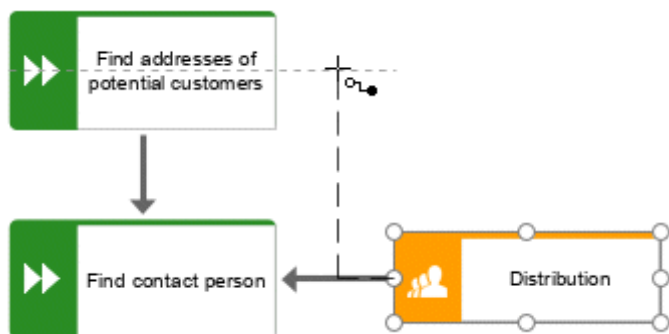 Find addresses of
potential customers
Find contact person
Distribution